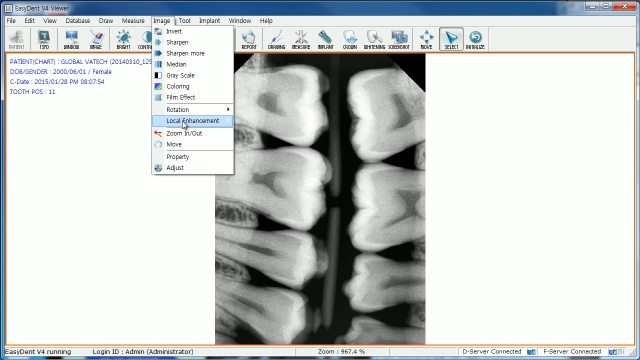 EasyDent V4 Viewer
File Edit View Database Draw Measure Image Tool Implant Window Help
PATIENT TSPD WINDOW IMAGE BRIGHT REPORT DRAWING MEASURE IMPLANT CROWN WHITENING SCREENSHOT MOVE SELECT INITIALIZE
PATIENT(CHART) : GLOBAL VATECH (20140310_125
DOB/GENDER : 2000/06/01 / Female
C-Date : 2015/01/28 PM 08:07:54
TOOTH POS : 11
Invert
Sharpen
Sharpen more
Median
Gray Scale
Coloring
Film Effect
Rotation
Local Enhancement
Zoom In/Out
Move
Property
Adjust
EasyDent V4 running Login ID : Admin (Administrator) Zoom : 967.4 % D-Server Connected F-Server Connected